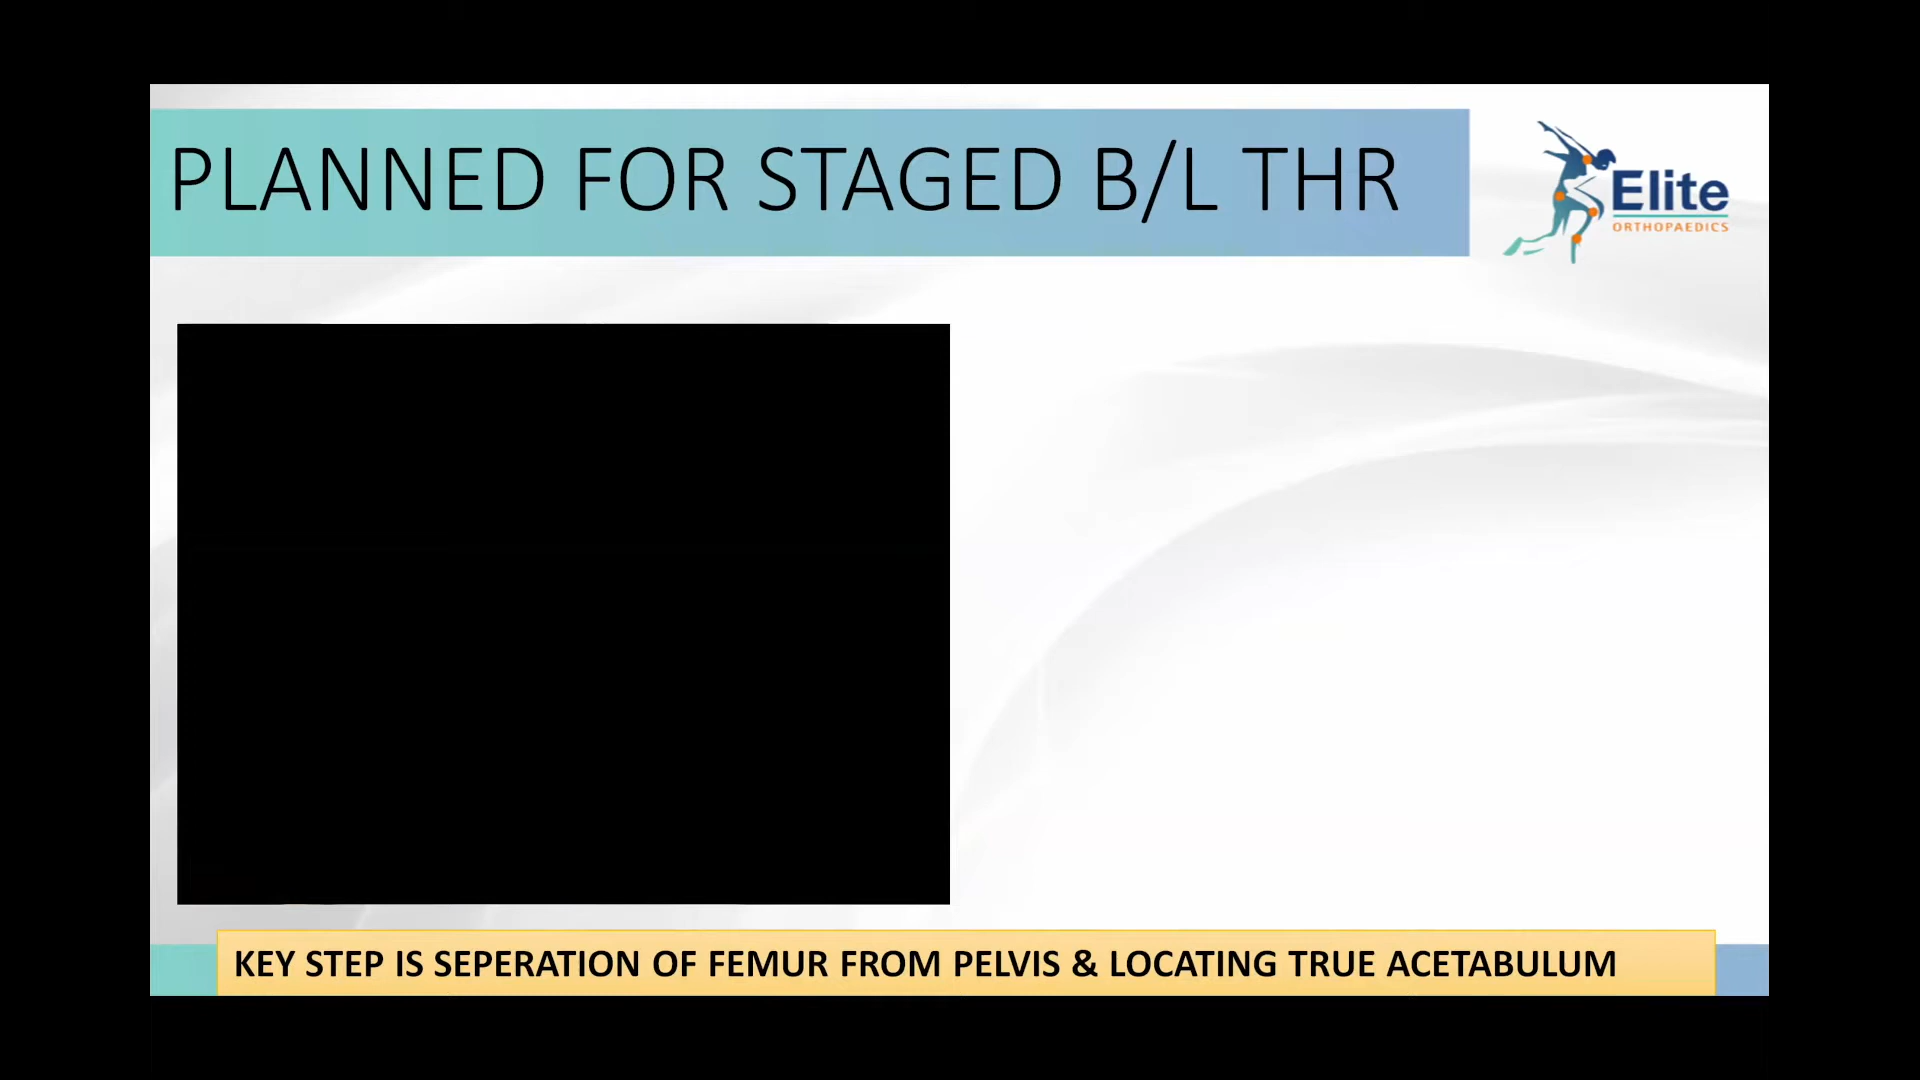 PLANNED FOR STAGED B/L THR
Elite
ORTHOPAEDICS
KEY STEP IS SEPERATION OF FEMUR FROM PELVIS & LOCATING TRUE ACETABULUM